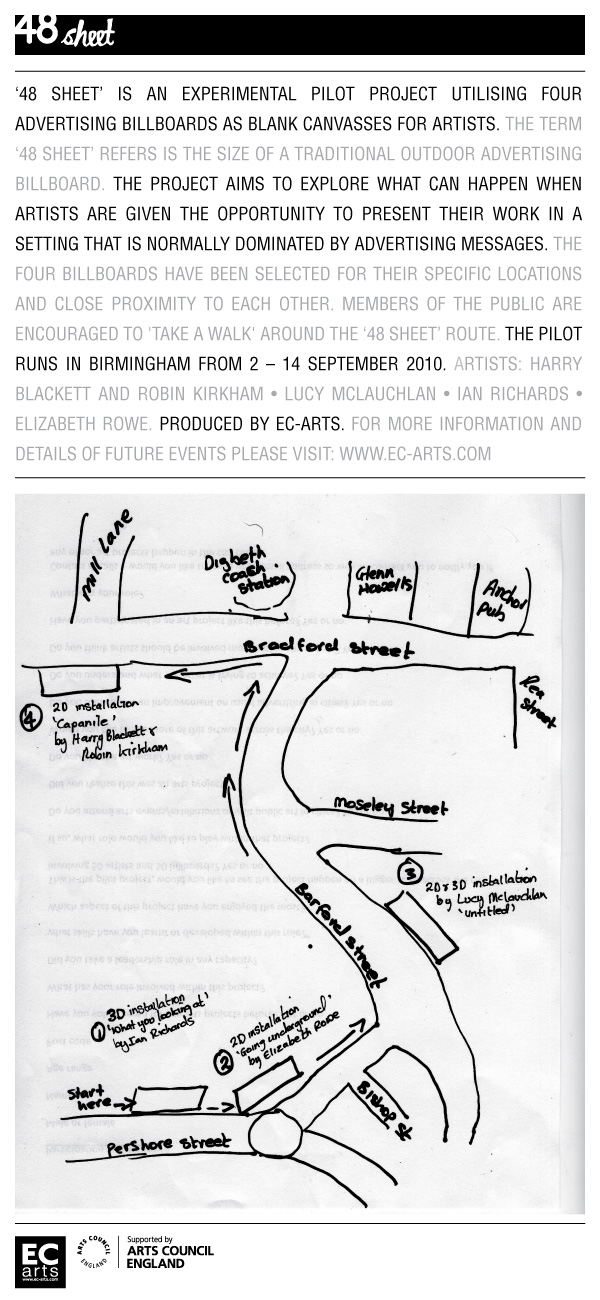 48 sheet
‘48 SHEET’ IS AN EXPERIMENTAL PILOT PROJECT UTILISING FOUR
ADVERTISING BILLBOARDS AS BLANK CANVASSES FOR ARTISTS. THE TERM
‘48 SHEET’ REFERS IS THE SIZE OF A TRADITIONAL OUTDOOR ADVERTISING
BILLBOARD. THE PROJECT AIMS TO EXPLORE WHAT CAN HAPPEN WHEN
ARTISTS ARE GIVEN THE OPPORTUNITY TO PRESENT THEIR WORK IN A
SETTING THAT IS NORMALLY DOMINATED BY ADVERTISING MESSAGES. THE
FOUR BILLBOARDS HAVE BEEN SELECTED FOR THEIR SPECIFIC LOCATIONS
AND CLOSE PROXIMITY TO EACH OTHER. MEMBERS OF THE PUBLIC ARE
ENCOURAGED TO 'TAKE A WALK' AROUND THE ‘48 SHEET’ ROUTE. THE PILOT
RUNS IN BIRMINGHAM FROM 2 – 14 SEPTEMBER 2010. ARTISTS: HARRY
BLACKETT AND ROBIN KIRKHAM • LUCY MCLAUCHLAN • IAN RICHARDS •
ELIZABETH ROWE. PRODUCED BY EC-ARTS. FOR MORE INFORMATION AND
DETAILS OF FUTURE EVENTS PLEASE VISIT: WWW.EC-ARTS.COM
Mill Lane
Digbeth
coach
station
Glenn
Howells
Anchor
Pub
Bradford Street
Rea
Street
4
2D installation
'Capanile'
by Harry Blackett &
Robin Kirkham
Moseley Street
3
2D & 3D installation
by Lucy Mclauchlan
'untitled'
Barford street
1
3D installation
'What you looking at'
by Ian Richards
2
2D installation
'Going underground'
by Elizabeth Rowe
Start
here
Bishop St
Pershore Street
EC
arts
www.ec-arts.com
ARTS COUNCIL
ENGLAND
Supported by
ARTS COUNCIL
ENGLAND